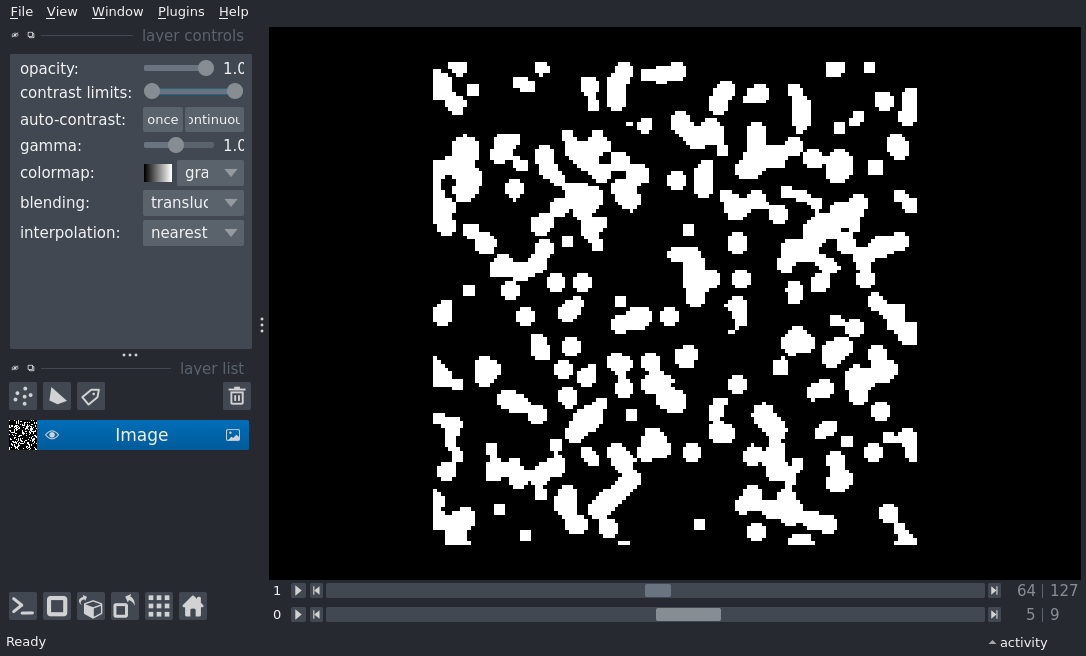 File View Window Plugins Help
layer controls
opacity: 1.0
contrast limits:
auto-contrast: once ontinuou
gamma: 1.0
colormap: gra
blending: transluc
interpolation: nearest
layer list
Image
1 64 127
0 5 9
Ready activity